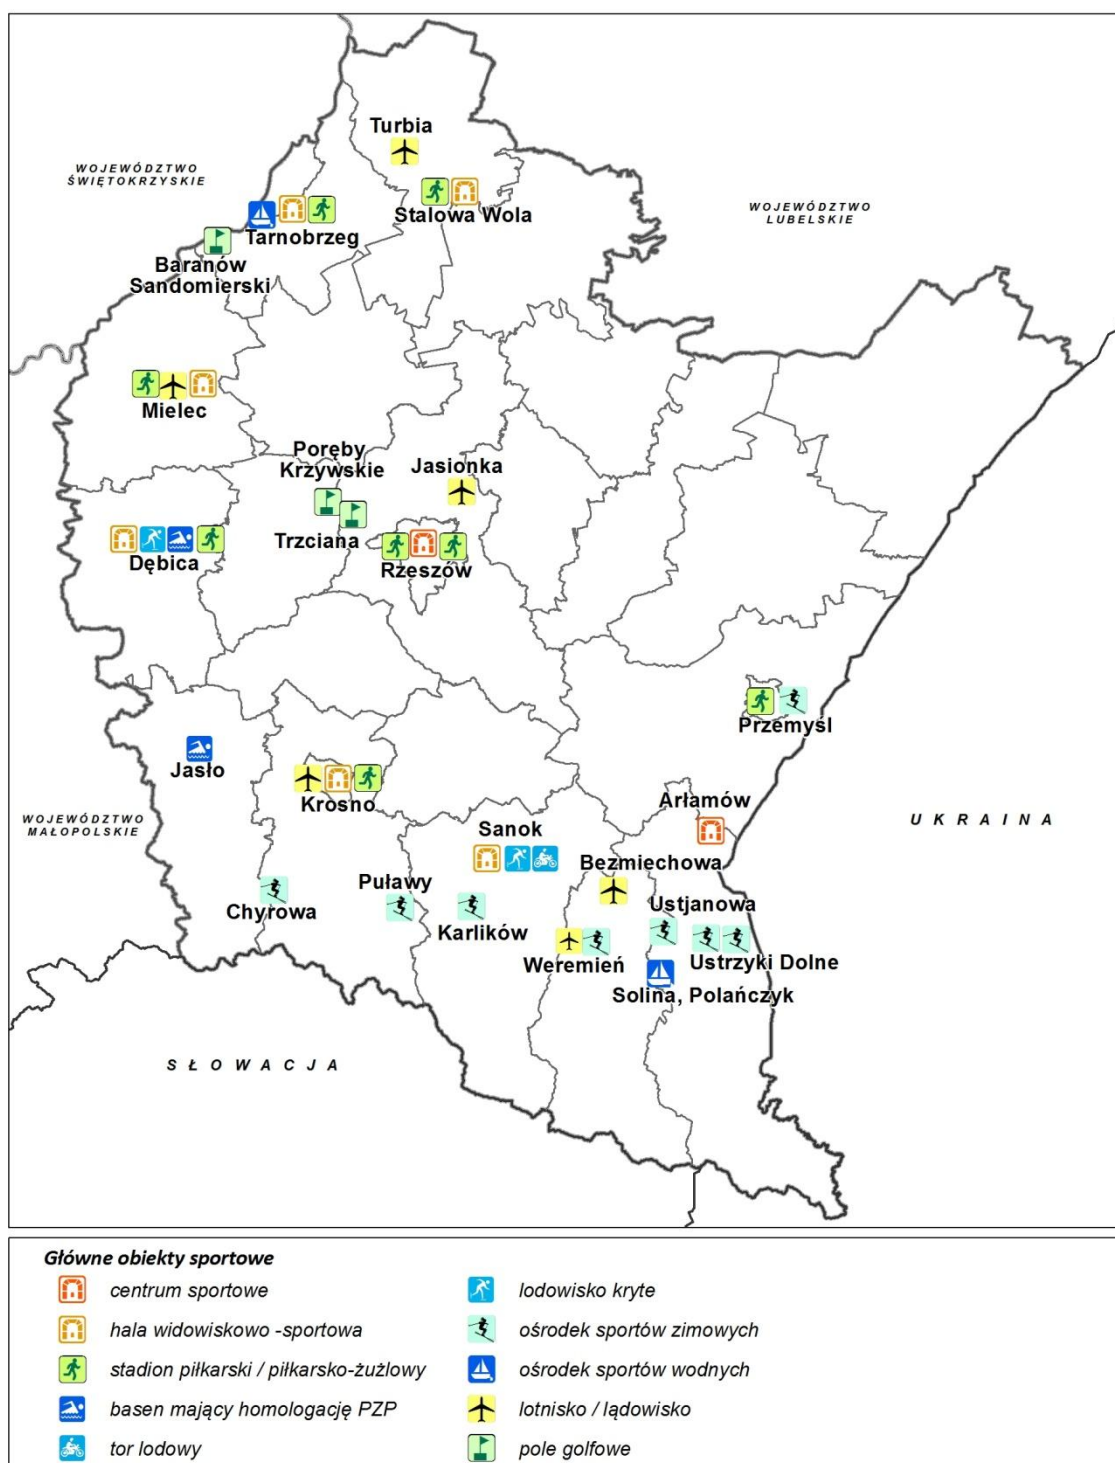 Turbia
WOJEWÓDZTWO
ŚWIĘTOKRZYSKIE
Stalowa Wola
WOJEWÓDZTWO
LUBELSKIE
Tarnobrzeg
Baranów
Sandomierski
Mielec
Poręby
Krzywskie
Jasionka
Trzciana
Dębica
Rzeszów
Przemyśl
Jasło
Krosno
WOJEWÓDZTWO
MAŁOPOLSKIE
Arłamów
UKRAINA
Sanok
Bezmiechowa
Puławy
Chyrowa
Karlików
Ustjanowa
Weremień
Ustrzyki Dolne
Solina, Polańczyk
SŁOWACJA
Główne obiekty sportowe
centrum sportowe
hala widowiskowo -sportowa
stadion piłkarski / piłkarsko-żużlowy
basen mający homologację PZP
tor lodowy
lodowisko kryte
ośrodek sportów zimowych
ośrodek sportów wodnych
lotnisko / lądowisko
pole golfowe